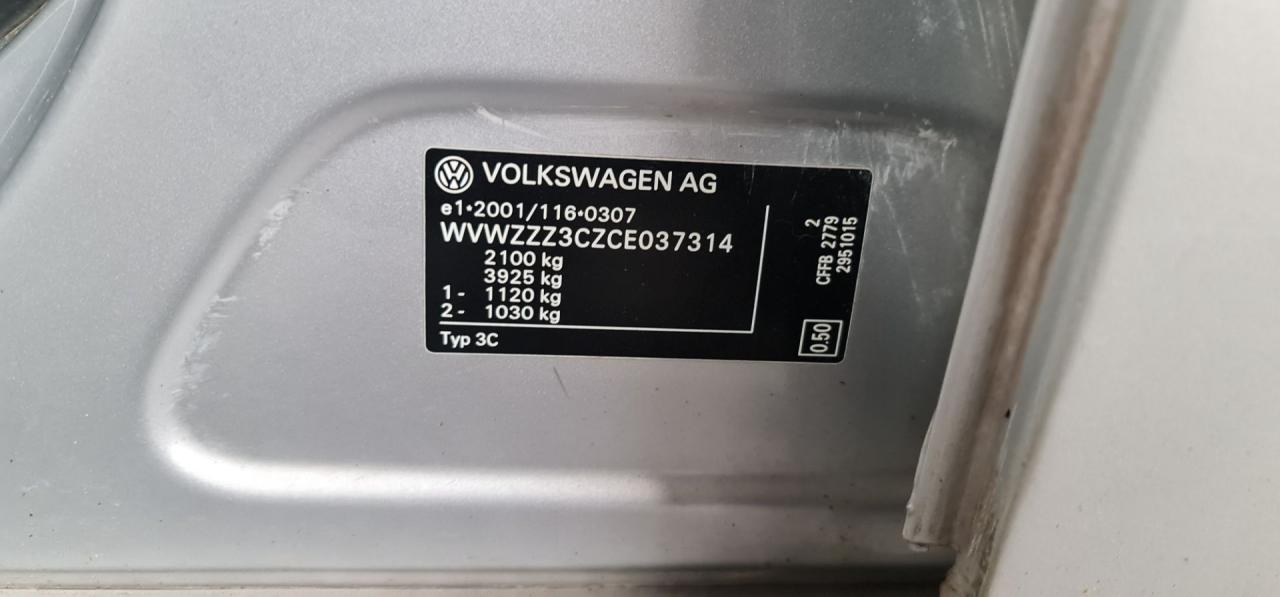 VOLKSWAGEN AG
e1*2001/116*0307
WVWZZZ3CZCE037314
2100 kg
3925 kg
1- 1120 kg
2- 1030 kg
Typ 3C
2
CFFB 2779
2951015
0.50